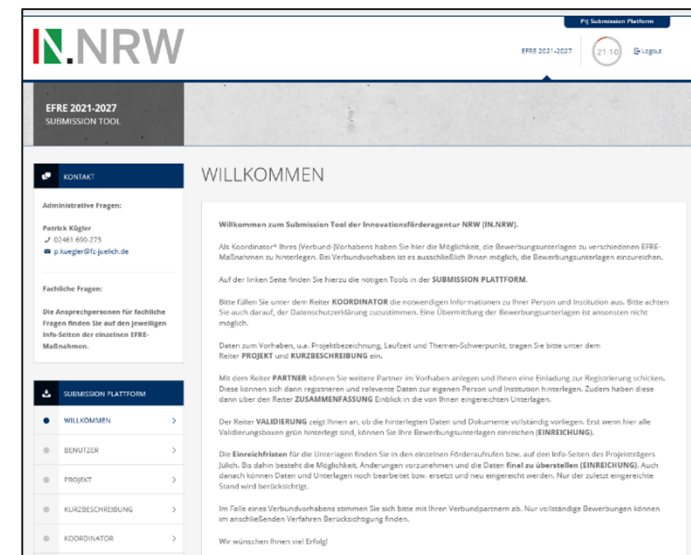 PtJ Submission Platform
IN.NRW
EFRE 2021-2027
21:10
Logout
EFRE 2021-2027
SUBMISSION TOOL
KONTAKT
Administrative Fragen:
Patrick Kügler
02461 690-273
p.kuegler@fz-juelich.de
Fachliche Fragen:
Die Ansprechpersonen für fachliche
Fragen finden Sie auf den jeweiligen
Info-Seiten der einzelnen EFRE-
Maßnahmen.
SUBMISSION PLATTFORM
WILLKOMMEN
BENUTZER
PROJEKT
KURZBESCHREIBUNG
KOORDINATOR
WILLKOMMEN
Willkommen zum Submission Tool der Innovationsförderagentur NRW (IN.NRW).
Als Koordinator* Ihres (Verbund-)Vorhabens haben Sie hier die Möglichkeit, die Bewerbungsunterlagen zu verschiedenen EFRE-
Maßnahmen zu hinterlegen. Bei Verbundvorhaben ist es ausschließlich Ihnen möglich, die Bewerbungsunterlagen einzureichen.
Auf der linken Seite finden Sie hierzu die nötigen Tools in der SUBMISSION PLATTFORM.
Bitte füllen Sie unter dem Reiter KOORDINATOR die notwendigen Informationen zu Ihrer Person und Institution aus. Bitte achten
Sie auch darauf, der Datenschutzerklärung zuzustimmen. Eine Übermittlung der Bewerbungsunterlagen ist ansonsten nicht
möglich.
Daten zum Vorhaben, u.a. Projektbezeichnung, Laufzeit und Themen-Schwerpunkt, tragen Sie bitte unter dem
Reiter PROJEKT und KURZBESCHREIBUNG ein.
Mit dem Reiter PARTNER können Sie weitere Partner im Vorhaben anlegen und Ihnen eine Einladung zur Registrierung schicken.
Diese können sich dann registrieren und relevante Daten zur eigenen Person und Institution hinterlegen. Zudem haben diese
dann über den Reiter ZUSAMMENFASSUNG Einblick in die von Ihnen eingereichten Unterlagen.
Der Reiter VALIDIERUNG zeigt Ihnen an, ob die hinterlegten Daten und Dokumente vollständig vorliegen. Erst wenn hier alle
Validierungsboxen grün hinterlegt sind, können Sie Ihre Bewerbungsunterlagen einreichen (EINREICHUNG).
Die Einreichfristen für die Unterlagen finden Sie in den einzelnen Förderaufrufen bzw. auf den Info-Seiten des Projektträgers
Jülich. Bis dahin besteht die Möglichkeit, Änderungen vorzunehmen und die Daten final zu überstellen (EINREICHUNG). Auch
danach können Daten und Unterlagen noch bearbeitet bzw. ersetzt und neu eingereicht werden. Nur der zuletzt eingereichte
Stand wird berücksichtigt.
Im Falle eines Verbundvorhabens stimmen Sie sich bitte mit Ihren Verbundpartnern ab. Nur vollständige Bewerbungen können
im anschließenden Verfahren Berücksichtigung finden.
Wir wünschen Ihnen viel Erfolg!